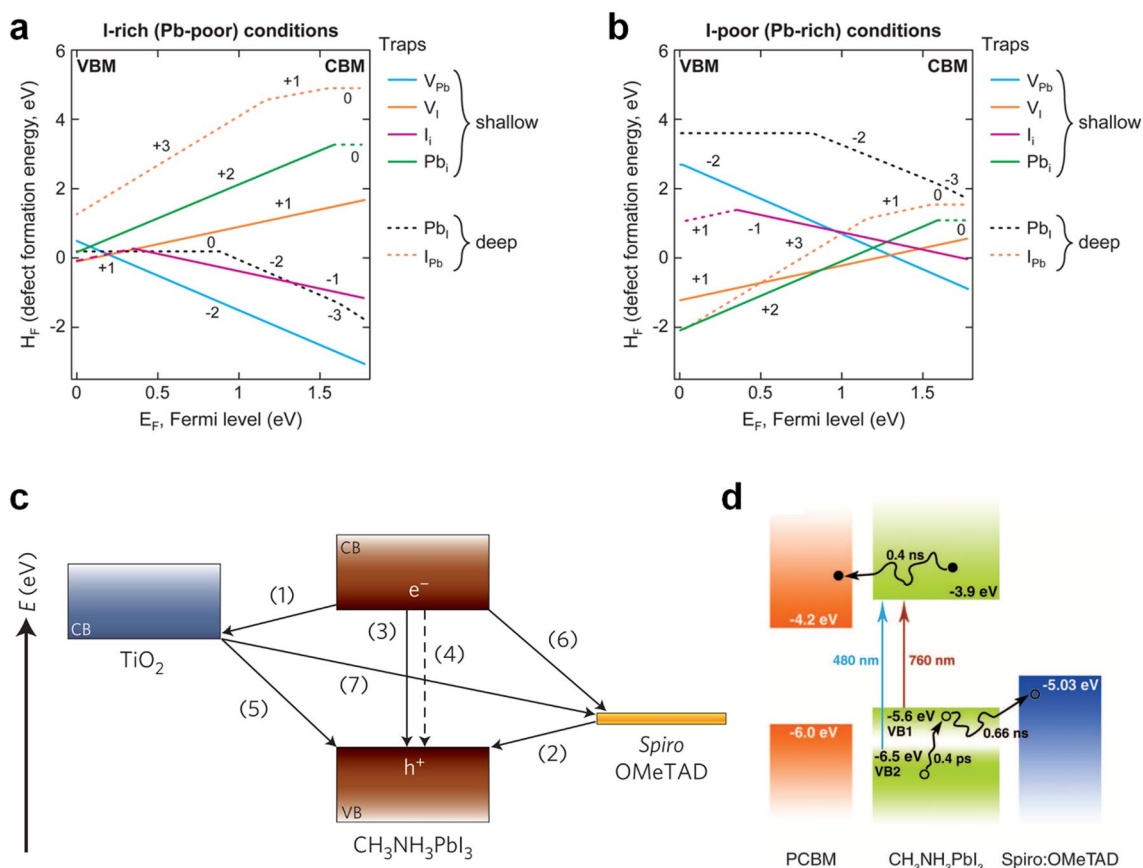 a
I-rich (Pb-poor) conditions
H_F (defect formation energy, eV)
6
4
2
0
-2
VBM
CBM
+1
0
+3
+2
0
+1
0
+1
-2
-1
-2
-3
0
0.5
1
1.5
E_F, Fermi level (eV)
Traps
V_Pb
V_I
I_i
Pb_i
shallow
Pb_I
I_Pb
deep
b
I-poor (Pb-rich) conditions
H_F (defect formation energy, eV)
6
4
2
0
-2
VBM
CBM
-2
-2
-3
+1
0
+1
-1
+3
0
+1
+2
0
0.5
1
1.5
E_F, Fermi level (eV)
Traps
V_Pb
V_I
I_i
Pb_i
shallow
Pb_I
I_Pb
deep
c
E (eV)
CB
TiO₂
CB
e⁻
(1)
(3)
(4)
(6)
(7)
(5)
(2)
h⁺
VB
CH₃NH₃PbI₃
Spiro
OMeTAD
d
0.4 ns
-3.9 eV
-4.2 eV
480 nm
760 nm
-5.03 eV
-5.6 eV
VB1
-6.0 eV
0.66 ns
-6.5 eV
VB2
0.4 ps
PCBM
CH₃NH₃PbI₃
Spiro:OMeTAD